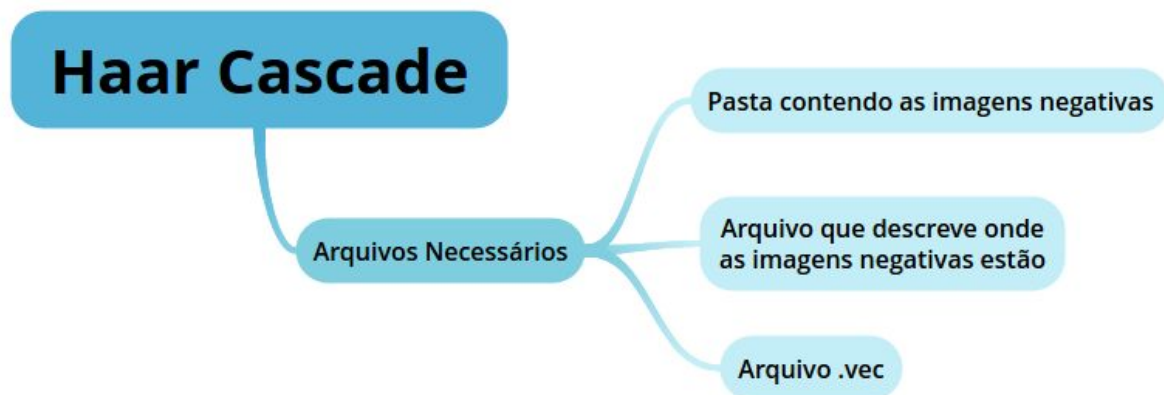 Haar Cascade
Pasta contendo as imagens negativas
Arquivos Necessários
Arquivo que descreve onde
as imagens negativas estão
Arquivo .vec